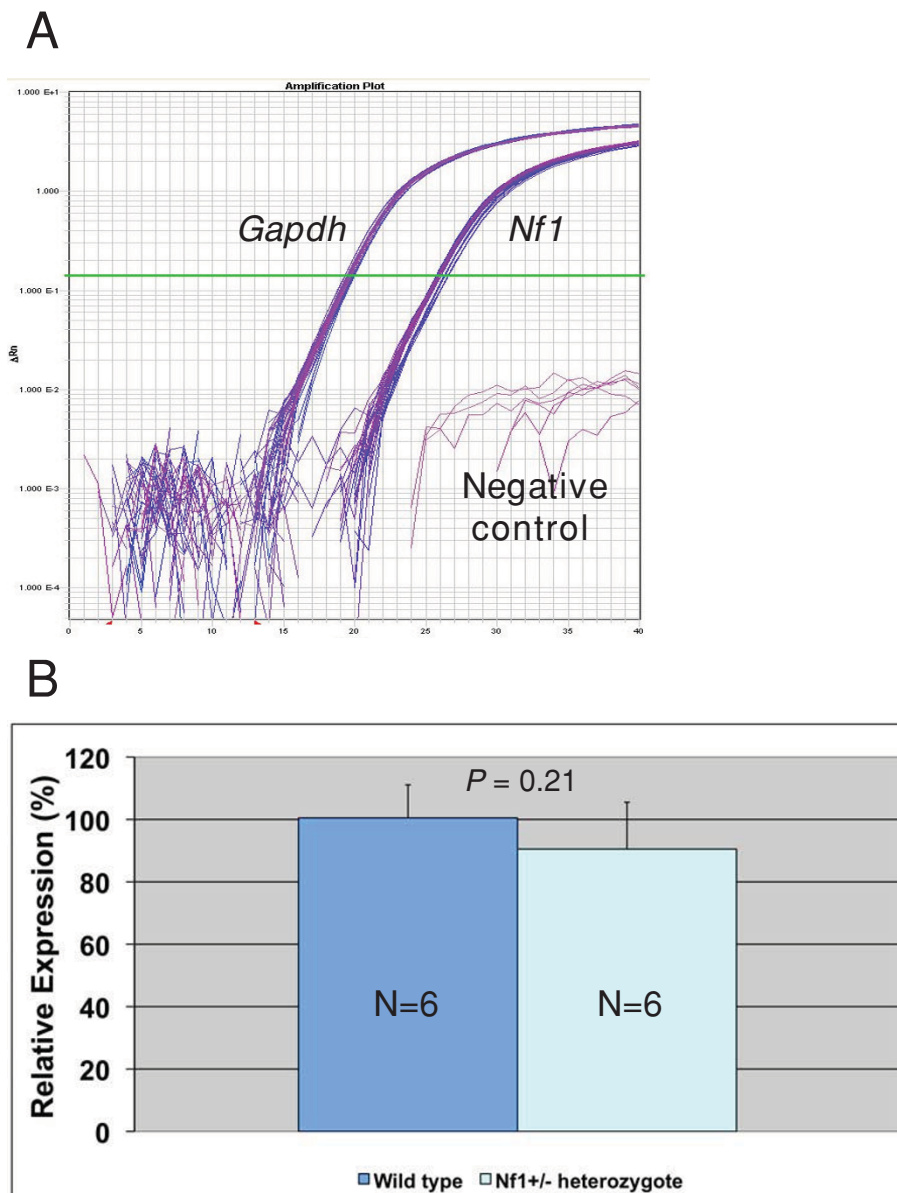 A
Amplification Plot
1.000 E+1
1.000
1.000 E-1
1.000 E-2
1.000 E-3
1.000 E-4
ΔRn
Gapdh
Nf1
Negative
control
0 5 10 15 20 25 30 35 40
B
Relative Expression (%)
120
100
80
60
40
20
0
P = 0.21
N=6 N=6
Wild type Nf1+/- heterozygote